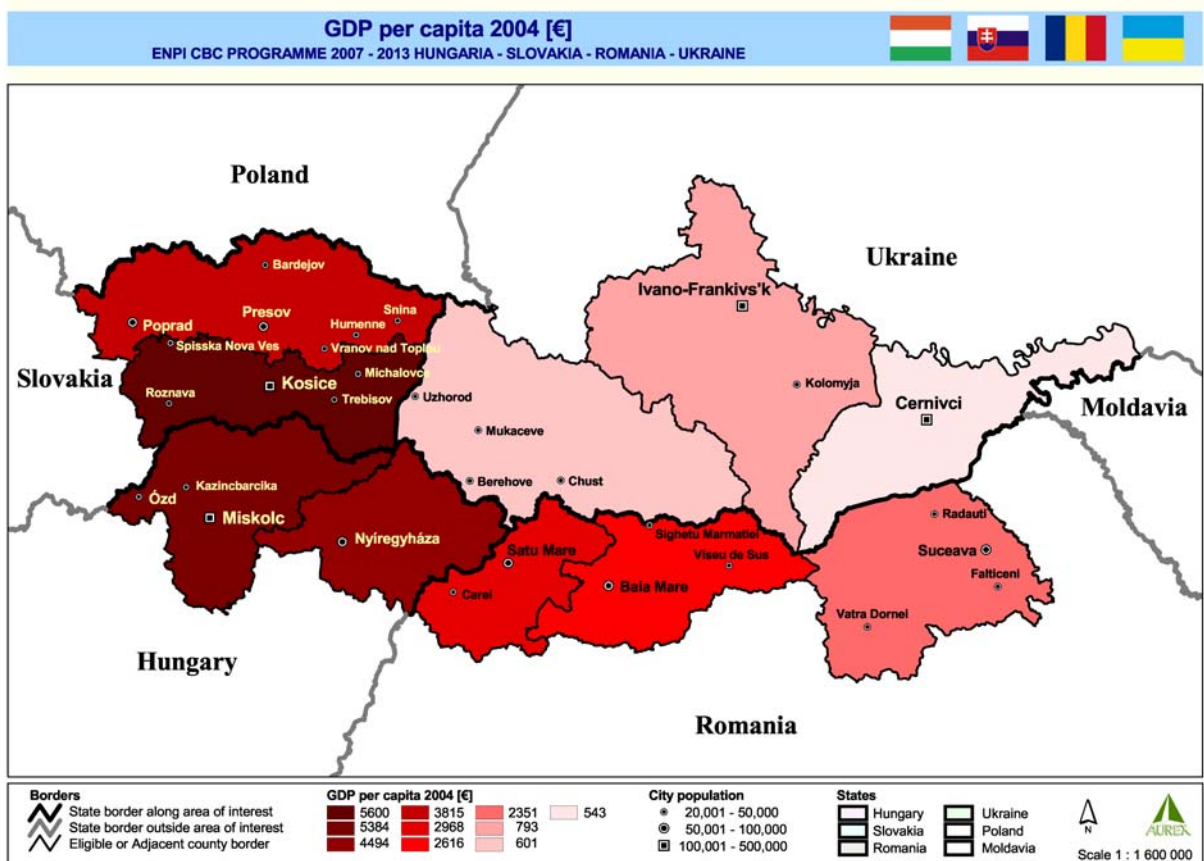 GDP per capita 2004 [€]
ENPI CBC PROGRAMME 2007 - 2013 HUNGARIA - SLOVAKIA - ROMANIA - UKRAINE
Poland
Ukraine
Slovakia
Moldavia
Hungary
Romania
Bardejov
Poprad
Presov
Snina
Humenne
Spisska Nova Ves
Vranov nad Toplou
Michalovce
Kosice
Roznava
Trebisov
Uzhorod
Mukaceve
Berehove
Chust
Ivano-Frankivs'k
Kolomyja
Cernivci
Kazincbarcika
Ózd
Miskolc
Nyíregyháza
Satu Mare
Carei
Sighetu Marmatiei
Viseu de Sus
Baia Mare
Radauti
Suceava
Falticeni
Vatra Dornei
Borders
State border along area of interest
State border outside area of interest
Eligible or Adjacent county border
GDP per capita 2004 [€]
5600 3815 2351 543
5384 2968 793
4494 2616 601
City population
20,001 - 50,000
50,001 - 100,000
100,001 - 500,000
States
Hungary Ukraine
Slovakia Poland
Romania Moldavia
N
AUREX
Scale 1 : 1 600 000